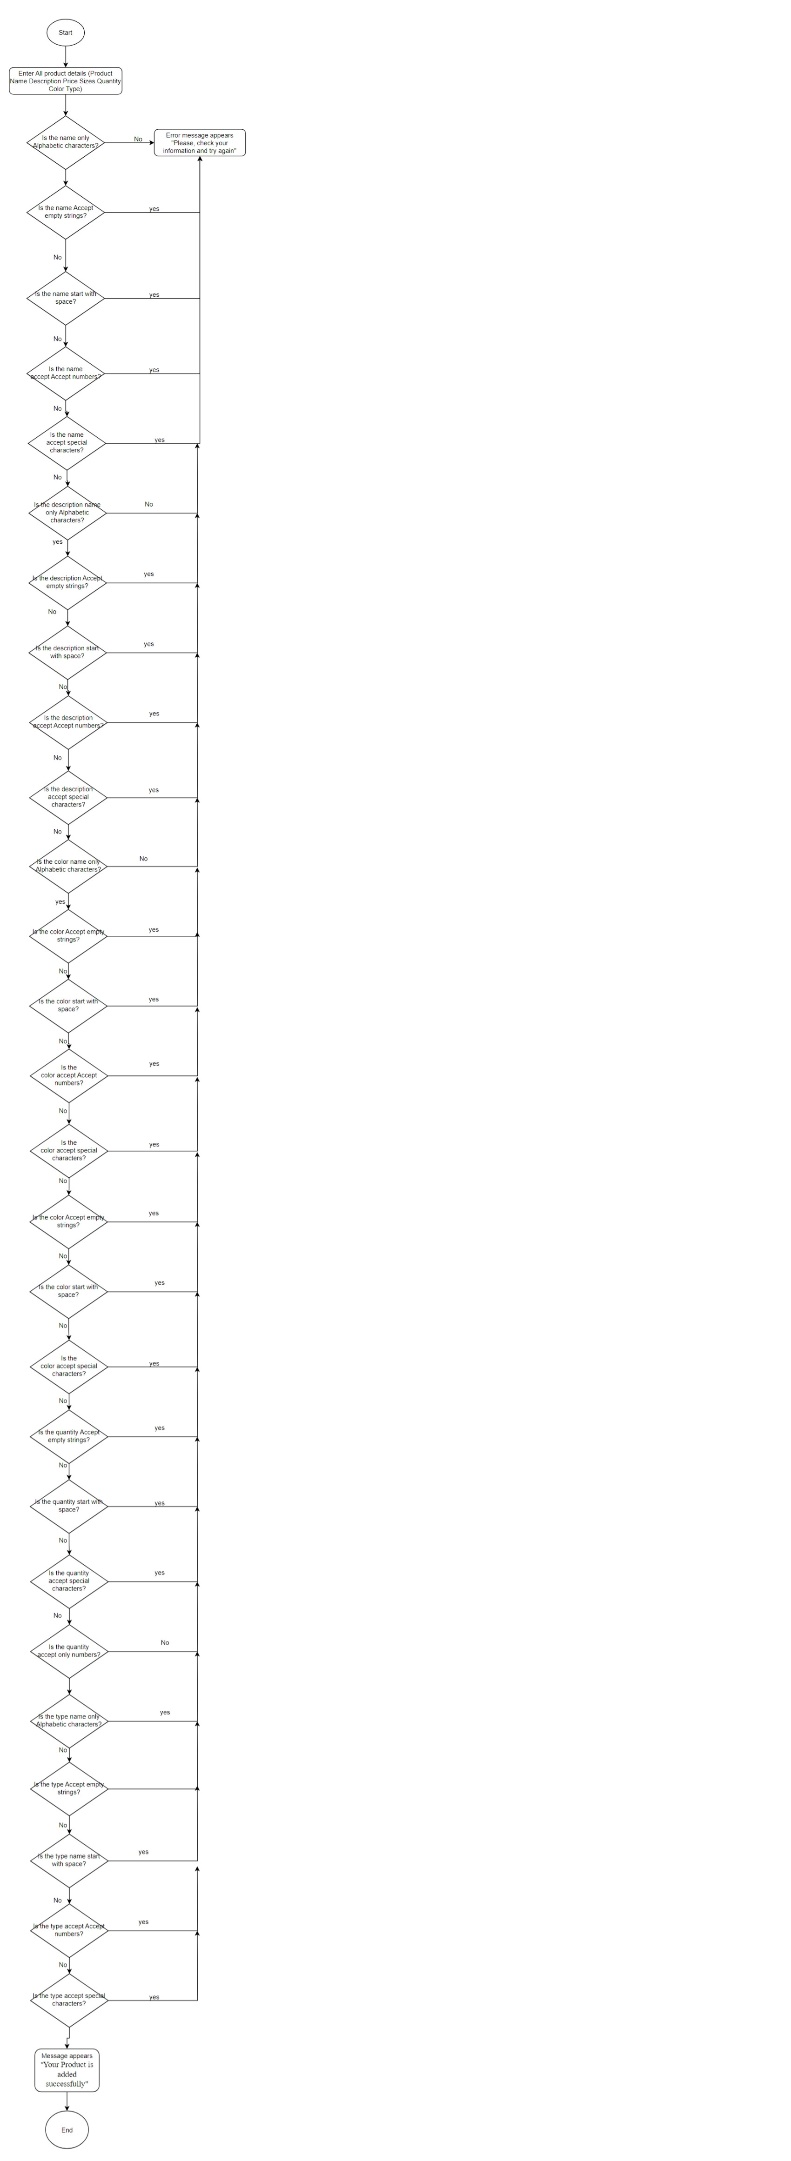 Start
Enter All product details (Product
Name Description Price Sizes Quantity
Color Type)
Is the name only
Alphabetic characters?
No
Error message appears
"Please, check your
information and try again"
Is the name Accept
empty strings?
yes
No
Is the name start with
space?
yes
No
Is the name
accept Accept numbers?
yes
No
Is the name
accept special
characters?
yes
No
Is the description name
only Alphabetic
characters?
No
yes
Is the description Accept
empty strings?
yes
No
Is the description start
with space?
yes
No
Is the description
accept Accept numbers?
yes
No
Is the description
accept special
characters?
yes
No
Is the color name only
Alphabetic characters?
No
yes
Is the color Accept empty
strings?
yes
No
Is the color start with
space?
yes
No
Is the
color accept Accept
numbers?
yes
No
Is the
color accept special
characters?
yes
No
Is the color Accept empty
strings?
yes
No
Is the color start with
space?
yes
No
Is the
color accept special
characters?
yes
No
Is the quantity Accept
empty strings?
yes
No
Is the quantity start with
space?
yes
No
Is the quantity
accept special
characters?
yes
No
Is the quantity
accept only numbers?
No
Is the type name only
Alphabetic characters?
yes
No
Is the type Accept empty
strings?
No
Is the type name start
with space?
yes
No
Is the type accept Accept
numbers?
yes
No
Is the type accept special
characters?
yes
Message appears
"Your Product is
added
successfully"
End